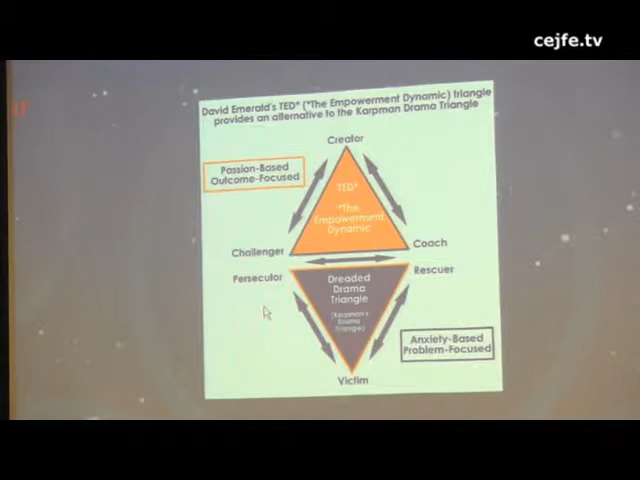 cejfe.tv
David Emerald's TED* (*The Empowerment Dynamic) triangle
provides an alternative to the Karpman Drama Triangle
Creator
Passion-Based
Outcome-Focused
TED*
*The
Empowerment
Dynamic
Challenger
Coach
Persecutor
Rescuer
Dreaded
Drama
Triangle
Drama
Triangle)
Anxiety-Based
Problem-Focused
Victim